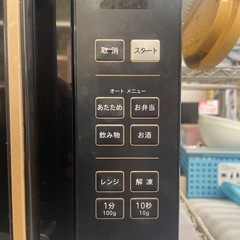 取消 スタート
オート メニュー
あたため お弁当
飲み物 お酒
レンジ 解凍
1分 10秒
100g 10g